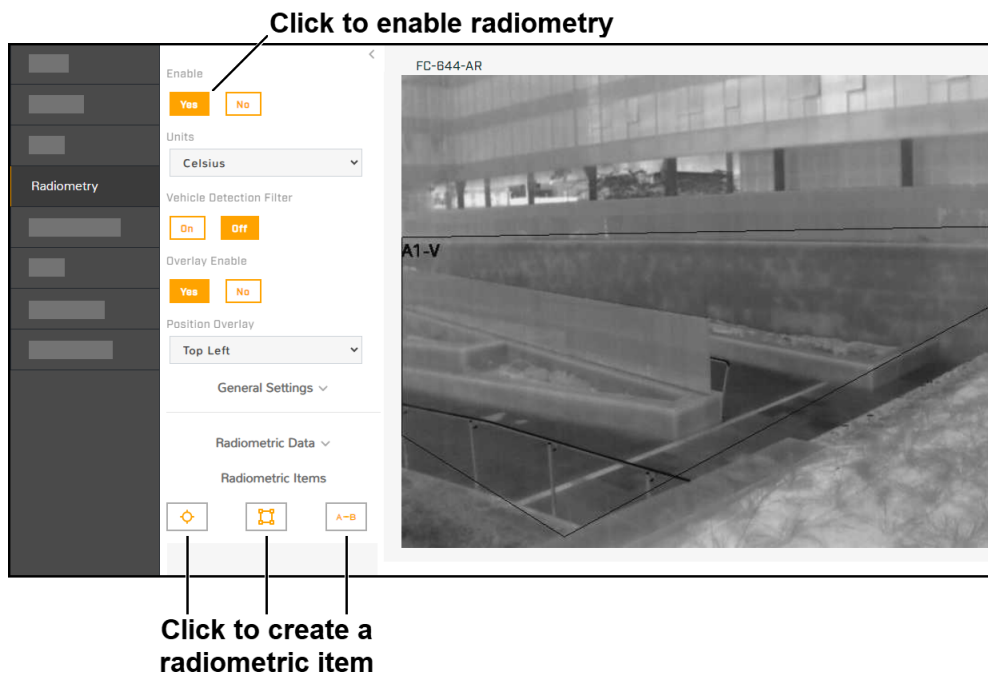 Click to enable radiometry
Enable
Yes No
Units
Celsius
Vehicle Detection Filter
On Off
Overlay Enable
Yes No
Position Overlay
Top Left
General Settings
Radiometric Data
Radiometric Items
A-B
Radiometry
FC-644-AR
A1-V
Click to create a
radiometric item